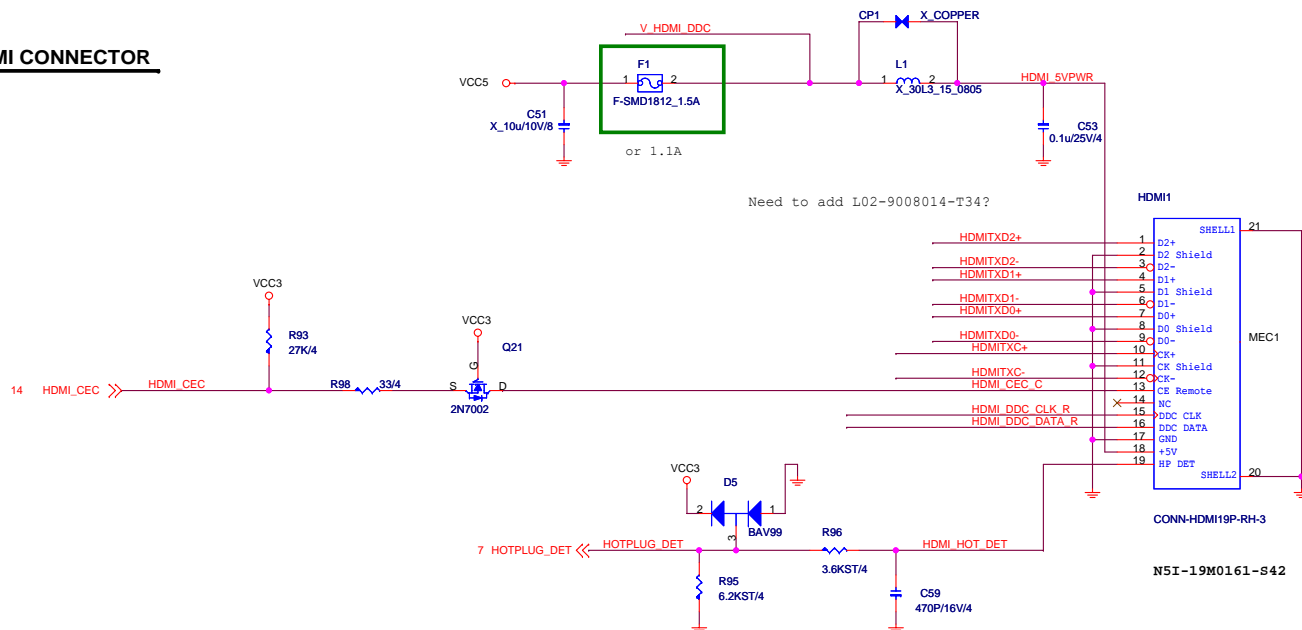 CP1 X_COPPER
V_HDMI_DDC
MI CONNECTOR
F1
L1
VCC5
1
2
1
2
HDMI_5VPWR
X_30L3_15_0805
F-SMD1812_1.5A
C51
X_10u/10V/8
C53
0.1u/25V/4
or 1.1A
Need to add L02-9008014-T34?
HDMI1
SHELL1
21
HDMITXD2+
1
D2+
2
D2 Shield
HDMITXD2-
3
D2-
HDMITXD1+
4
D1+
5
D1 Shield
HDMITXD1-
6
D1-
HDMITXD0+
7
D0+
8
D0 Shield
HDMITXD0-
9
D0-
HDMITXC+
10
CK+
11
CK Shield
HDMITXC-
12
CK-
HDMI_CEC_C
13
CE Remote
14
NC
HDMI_DDC_CLK_R
15
DDC CLK
HDMI_DDC_DATA_R
16
DDC DATA
17
GND
18
+5V
19
HP DET
SHELL2
20
MEC1
CONN-HDMI19P-RH-3
N5I-19M0161-S42
VCC3
R93
27K/4
VCC3
Q21
G
14 HDMI_CEC
HDMI_CEC
R98
33/4
S
D
2N7002
VCC3
D5
2
1
3
BAV99
7 HOTPLUG_DET
HOTPLUG_DET
R96
3.6KST/4
HDMI_HOT_DET
R95
6.2KST/4
C59
470P/16V/4